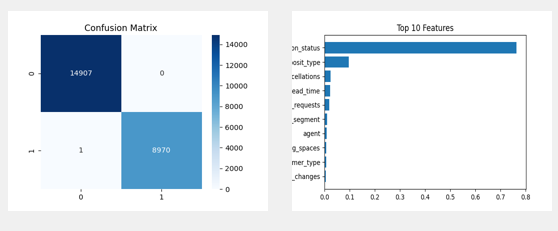 Confusion Matrix
0
14907
0
1
1
8970
0
1
14000
12000
10000
8000
6000
4000
2000
0
Top 10 Features
on_status
osit_type
cellations
ead_time
_requests
_segment
agent
g_spaces
mer_type
_changes
0.0 0.1 0.2 0.3 0.4 0.5 0.6 0.7 0.8